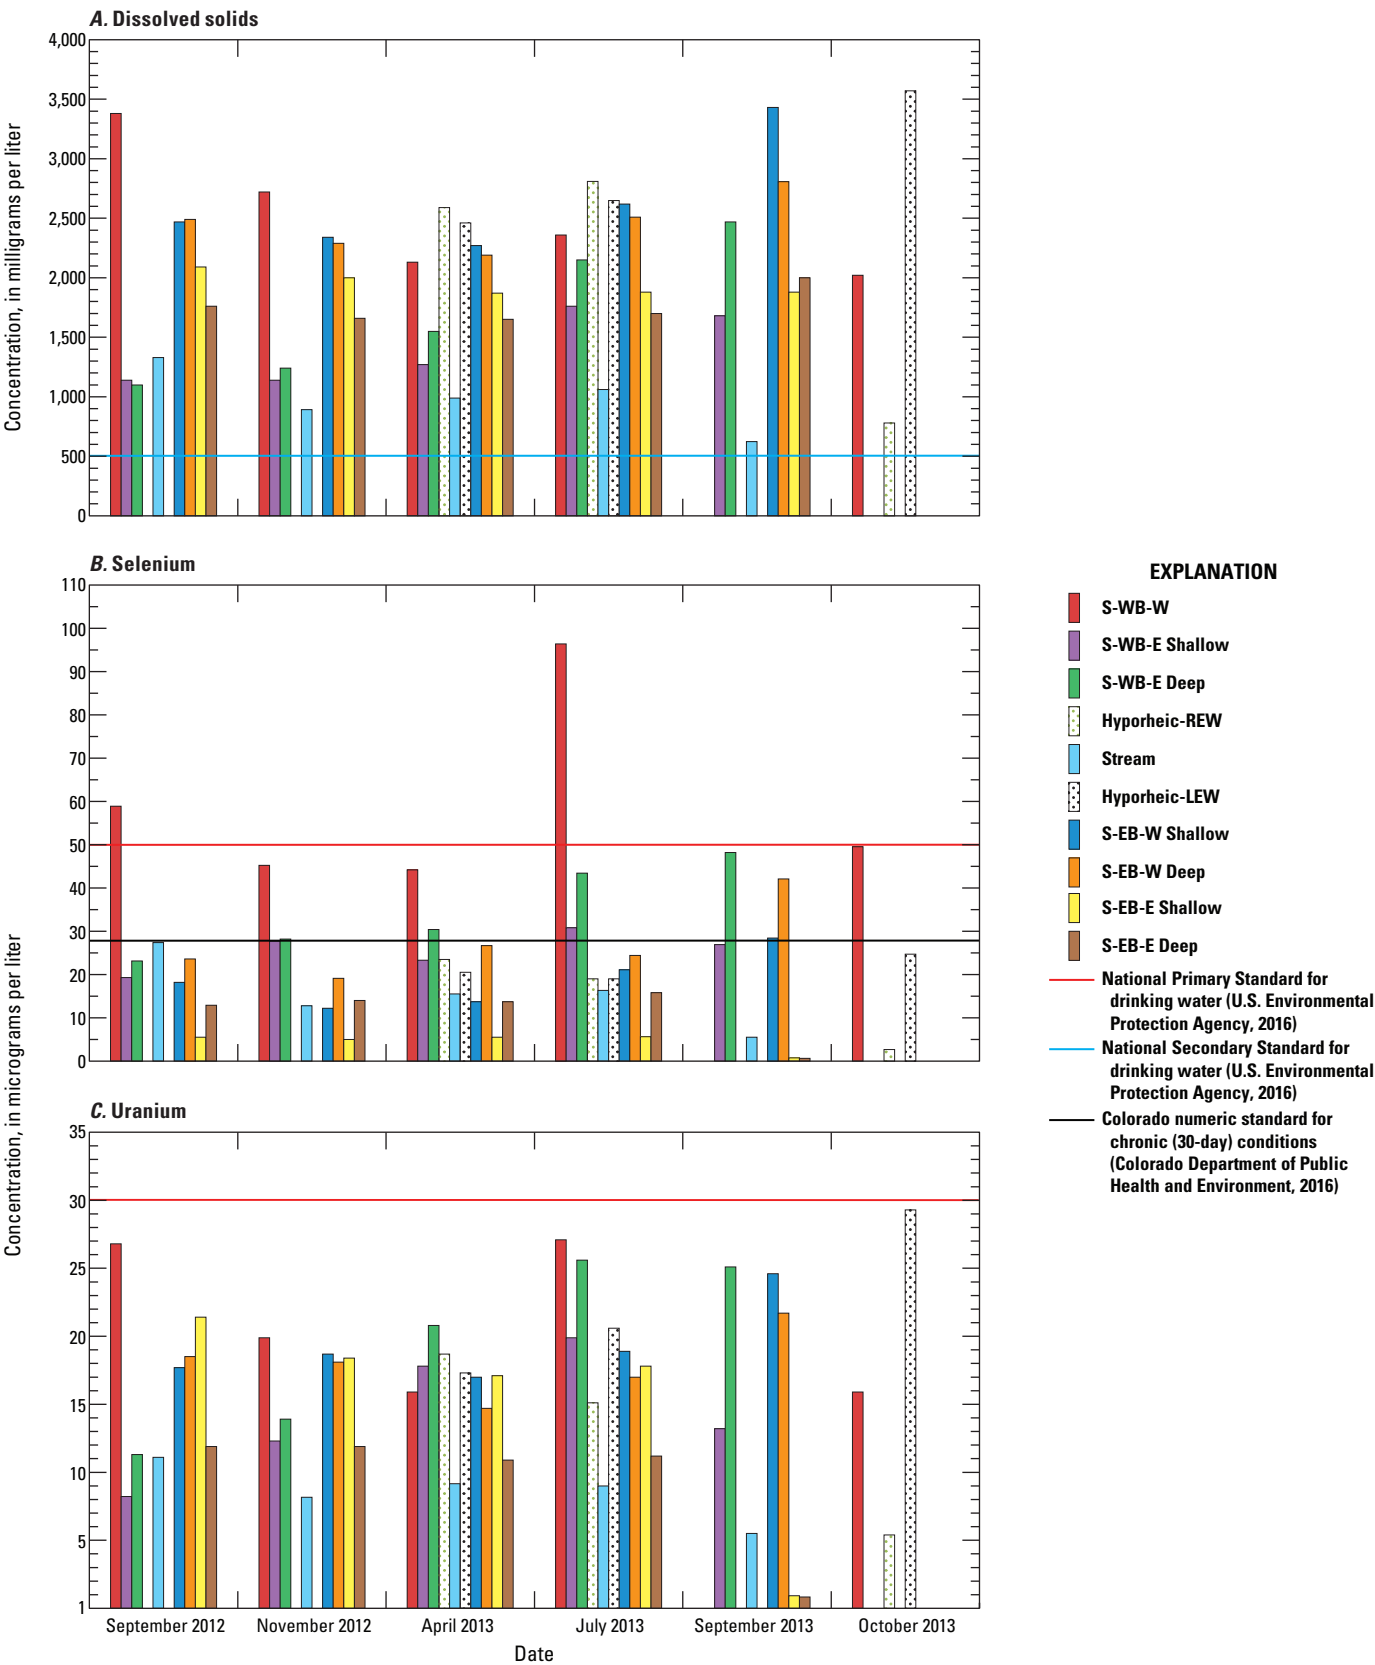 A. Dissolved solids
4,000
3,500
3,000
2,500
2,000
1,500
1,000
500
0
Concentration, in milligrams per liter
B. Selenium
110
100
90
80
70
60
50
40
30
20
10
0
C. Uranium
35
30
25
20
15
10
5
1
Concentration, in micrograms per liter
September 2012
November 2012
April 2013
July 2013
September 2013
October 2013
Date
EXPLANATION
S-WB-W
S-WB-E Shallow
S-WB-E Deep
Hyporheic-REW
Stream
Hyporheic-LEW
S-EB-W Shallow
S-EB-W Deep
S-EB-E Shallow
S-EB-E Deep
National Primary Standard for
drinking water (U.S. Environmental
Protection Agency, 2016)
National Secondary Standard for
drinking water (U.S. Environmental
Protection Agency, 2016)
Colorado numeric standard for
chronic (30-day) conditions
(Colorado Department of Public
Health and Environment, 2016)